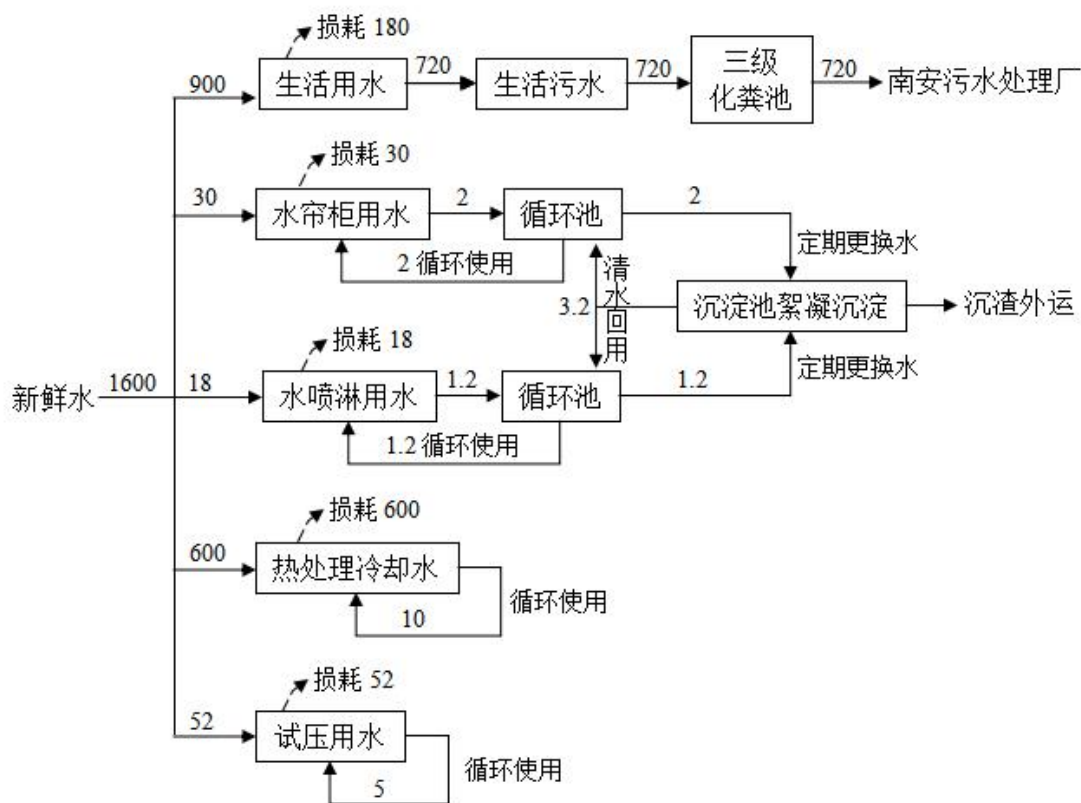 损耗 180
900
生活用水
720
生活污水
720
三级
化粪池
720
南安污水处理厂
损耗 30
30
水帘柜用水
2
循环池
2
定期更换水
2 循环使用
清水回用
3.2
沉淀池絮凝沉淀
沉渣外运
损耗 18
新鲜水
1600
18
水喷淋用水
1.2
循环池
1.2
定期更换水
1.2 循环使用
损耗 600
600
热处理冷却水
10
循环使用
损耗 52
52
试压用水
5
循环使用